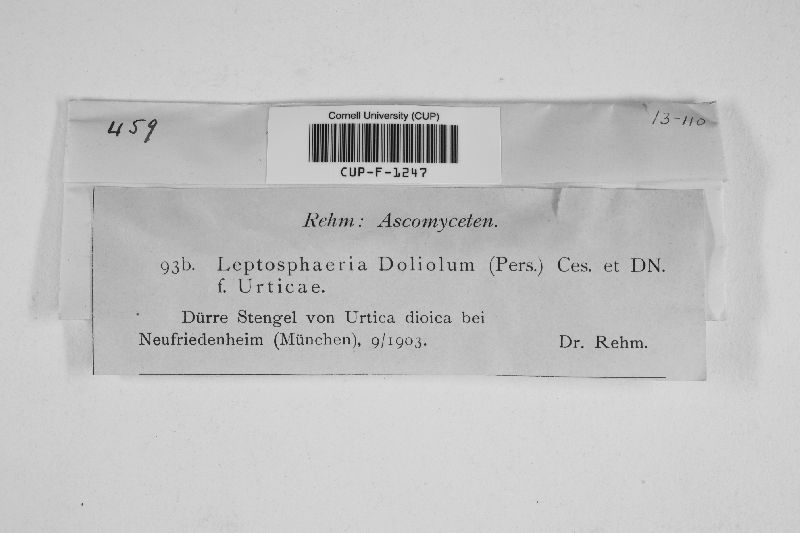 459
Cornell University (CUP)
13-110
CUP-F-1247
Rehm: Ascomyceten.
93b. Leptosphaeria Doliolum (Pers.) Ces. et DN.
f. Urticae.
Dürre Stengel von Urtica dioica bei
Neufriedenheim (München), 9/1903. Dr. Rehm.